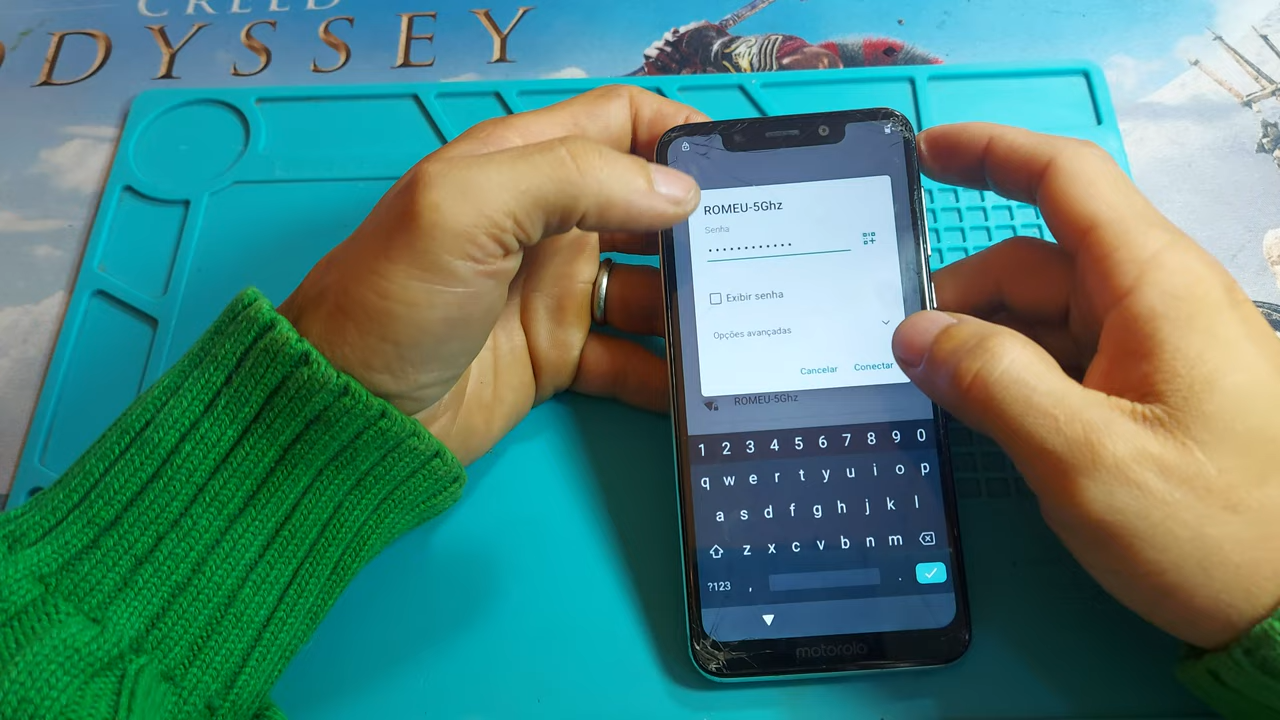 CREED
ODYSSEY
ROMEU-5Ghz
Senha
............
Exibir senha
Opções avançadas
Cancelar Conectar
ROMEU-5Ghz
1 2 3 4 5 6 7 8 9 0
q w e r t y u i o p
a s d f g h j k l
z x c v b n m
?123 , .
motorola